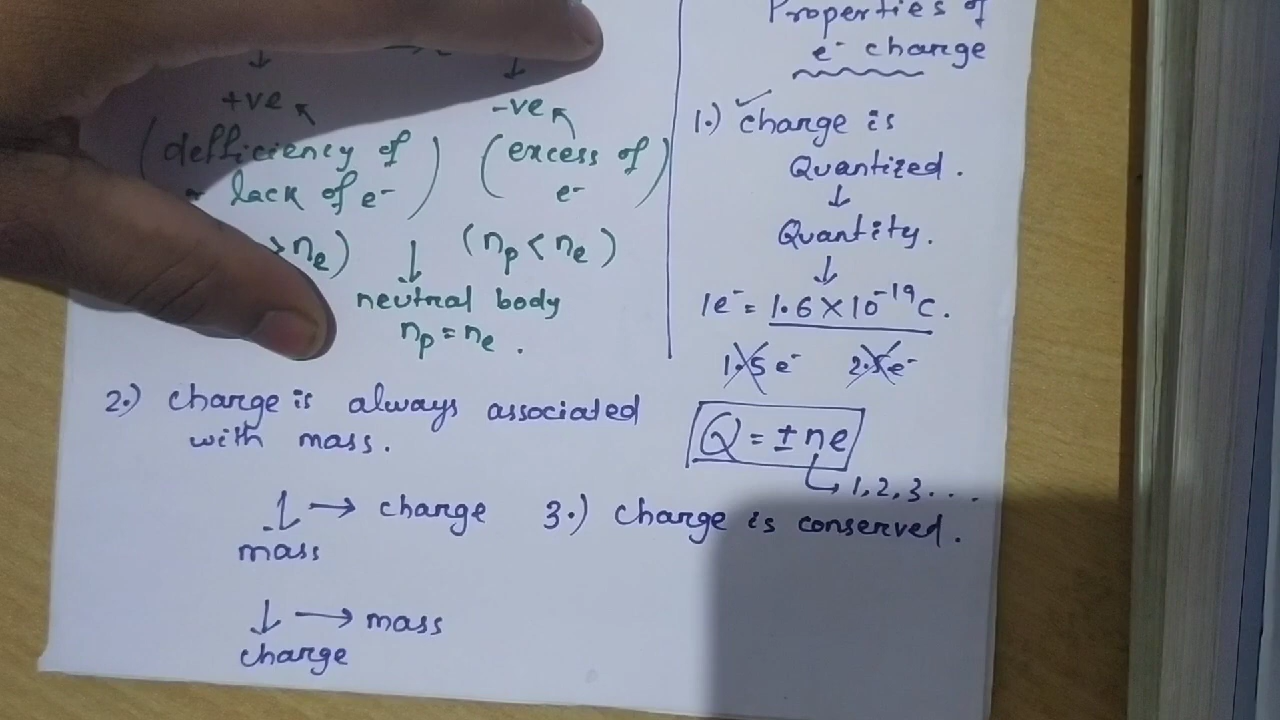 +ve
-ve
(defficiency of
lack of e-)
(excess of
e-)
> ne)
(np < ne)
neutral body
np = ne .
Properties of
e- charge
1.) charge is
Quantized .
Quantity.
1e- = 1.6 × 10^-19 C.
1.5 e- 2.5 e-
Q = ± ne
1, 2, 3 . . .
2.) charge is always associated
with mass .
charge
mass
mass
charge
3.) charge is conserved .